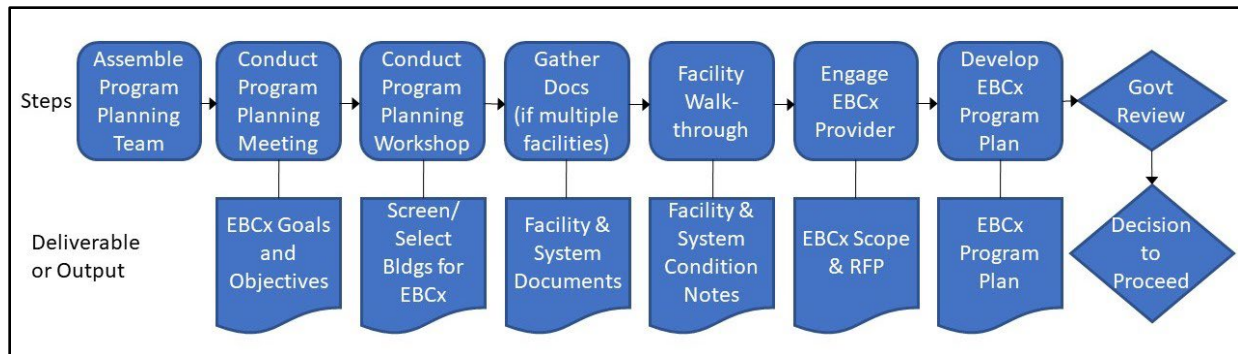 Steps
Assemble
Program
Planning
Team
Conduct
Program
Planning
Meeting
Conduct
Program
Planning
Workshop
Gather
Docs
(if multiple
facilities)
Facility
Walk-
through
Engage
EBCx
Provider
Develop
EBCx
Program
Plan
Govt
Review
Deliverable
or Output
EBCx Goals
and
Objectives
Screen/
Select
Bldgs for
EBCx
Facility &
System
Documents
Facility &
System
Condition
Notes
EBCx Scope
& RFP
EBCx
Program
Plan
Decision
to
Proceed